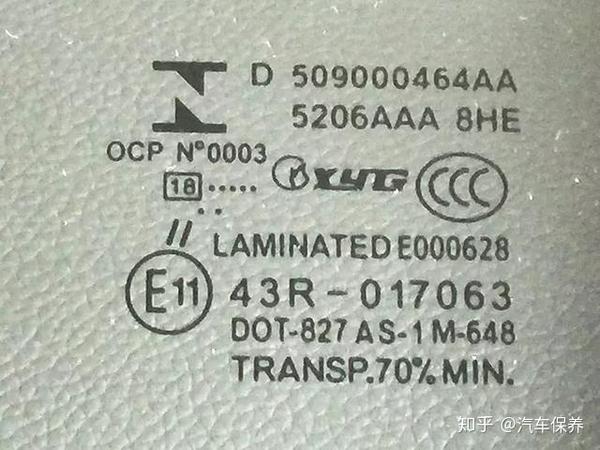 D 509000464AA
5206AAA 8HE
OCP Nº0003
XYG CCC
18.....
..
// LAMINATED E000628
E11 43R-017063
DOT-827 AS-1 M-648
TRANSP.70% MIN.
知乎 @汽车保养